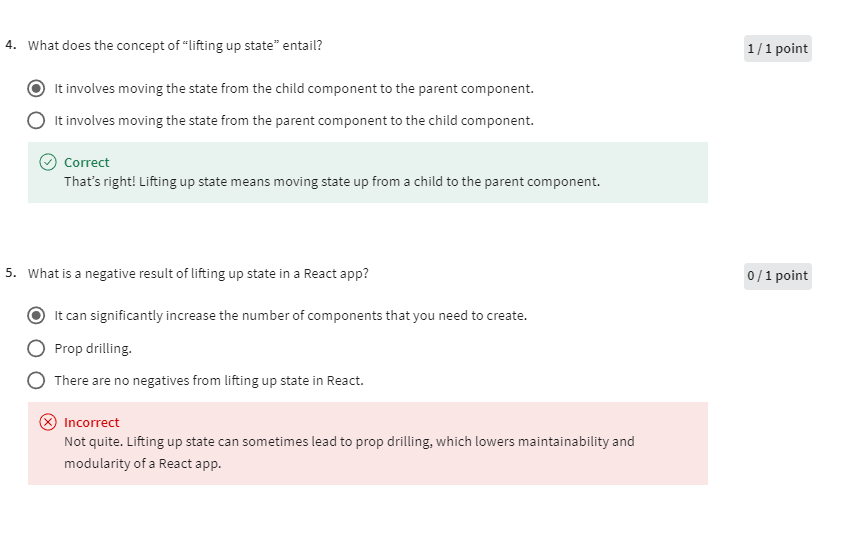 4. What does the concept of “lifting up state” entail?
1 / 1 point
It involves moving the state from the child component to the parent component.
It involves moving the state from the parent component to the child component.
Correct
That’s right! Lifting up state means moving state up from a child to the parent component.
5. What is a negative result of lifting up state in a React app?
0 / 1 point
It can significantly increase the number of components that you need to create.
Prop drilling.
There are no negatives from lifting up state in React.
Incorrect
Not quite. Lifting up state can sometimes lead to prop drilling, which lowers maintainability and
modularity of a React app.